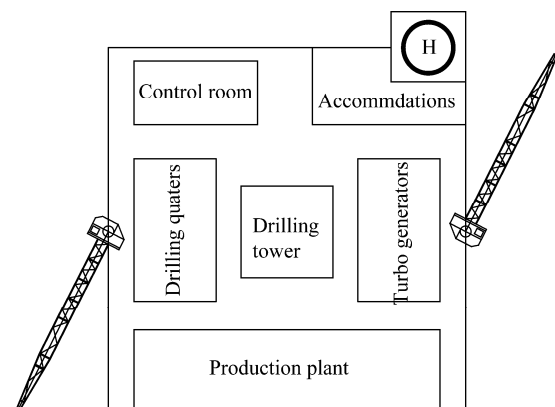 H
Control room
Accommdations
Drilling quaters
Drilling
tower
Turbo generators
Production plant